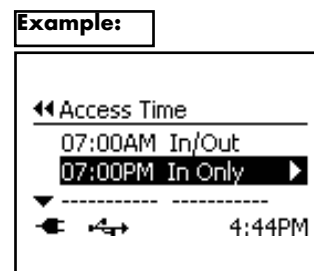 Example:
Access Time
07:00AM In/Out
07:00PM In Only
----------- -----------
4:44PM